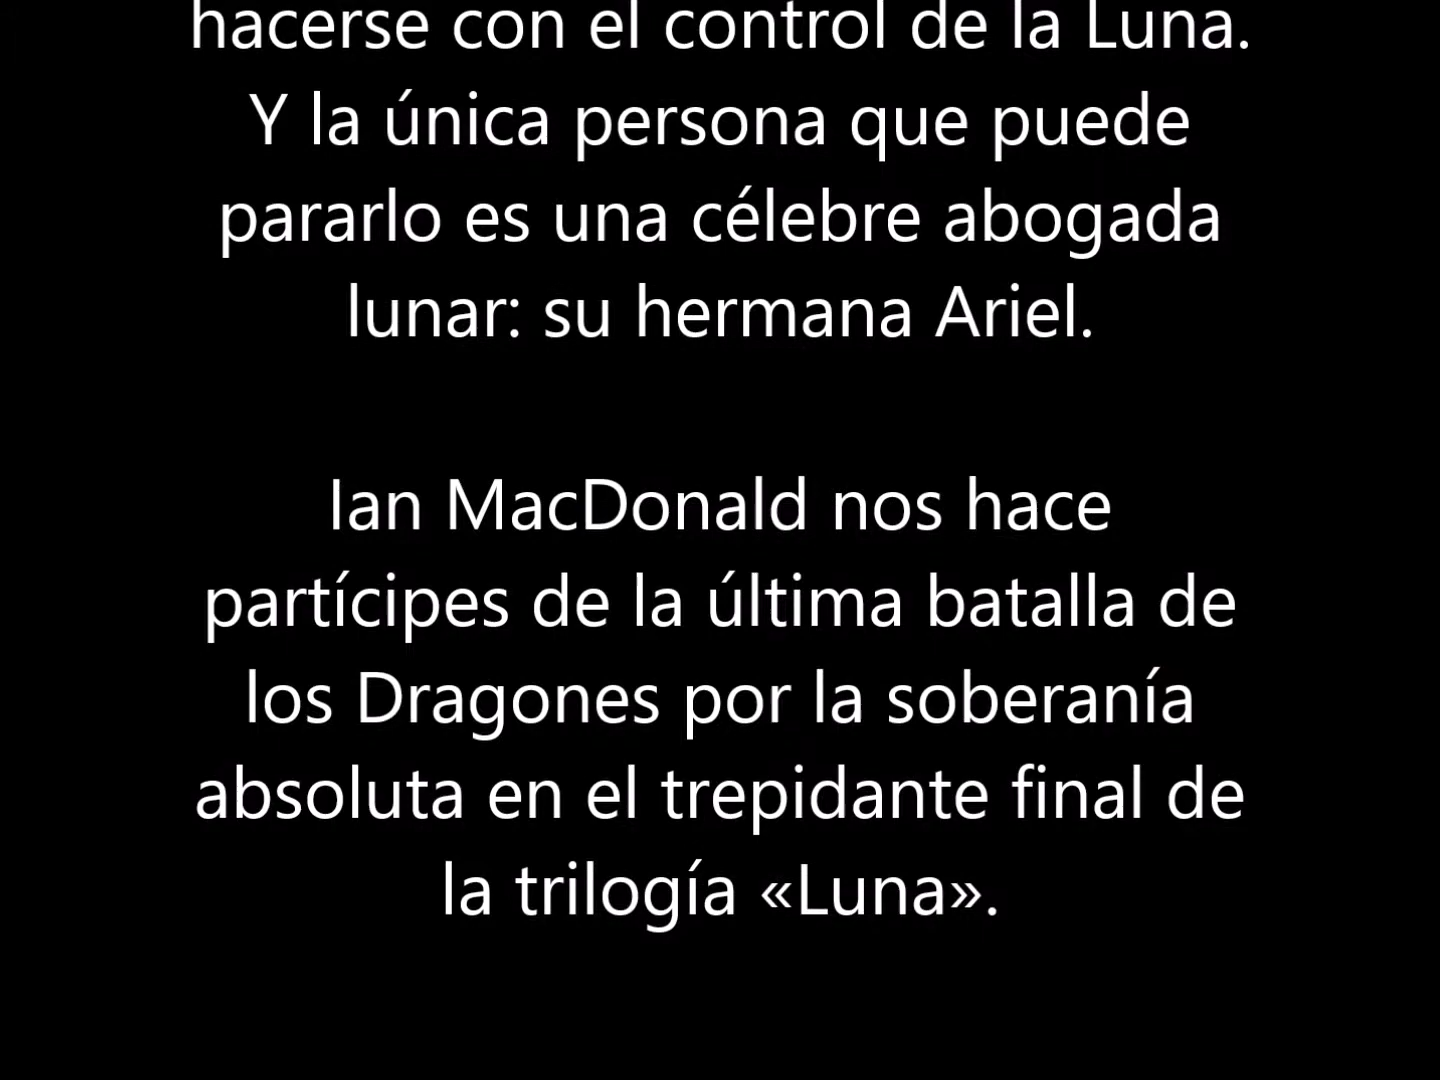 hacerse con el control de la Luna.
Y la única persona que puede
pararlo es una célebre abogada
lunar: su hermana Ariel.
Ian MacDonald nos hace
partícipes de la última batalla de
los Dragones por la soberanía
absoluta en el trepidante final de
la trilogía «Luna».